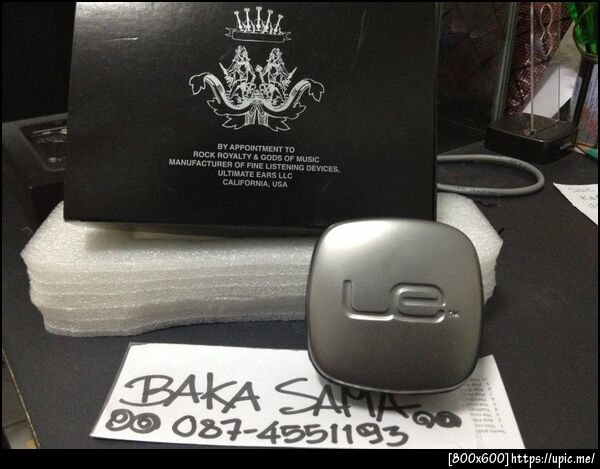 BY APPOINTMENT TO
ROCK ROYALTY & GODS OF MUSIC
MANUFACTURER OF FINE LISTENING DEVICES,
ULTIMATE EARS LLC
CALIFORNIA, USA
UE™
BAKA SAMA
087-4551193
[800x600]https://upic.me/